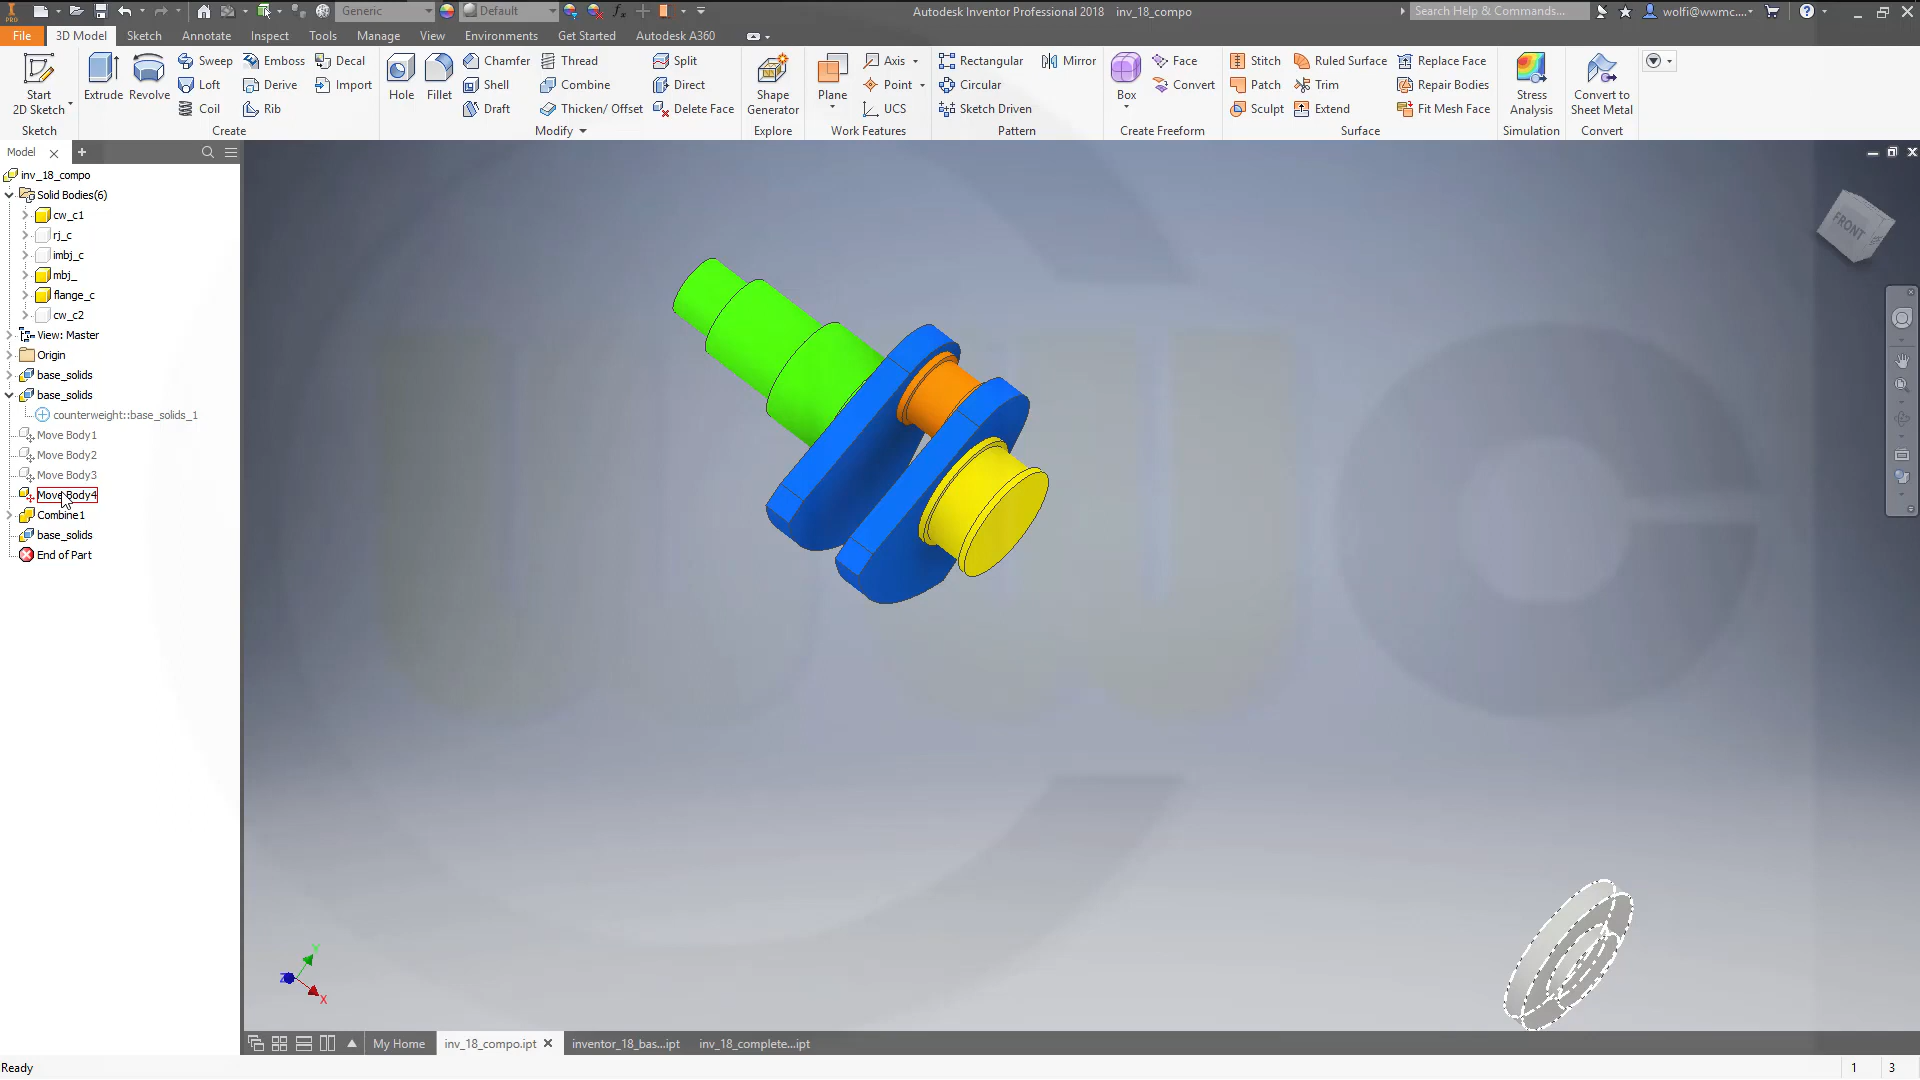 PRO
Generic
Default
Autodesk Inventor Professional 2018 inv_18_compo
Search Help & Commands...
wolfi@wwmc....
File
3D Model
Sketch
Annotate
Inspect
Tools
Manage
View
Environments
Get Started
Autodesk A360
Start
2D Sketch
Sketch
Extrude
Revolve
Sweep
Loft
Coil
Emboss
Derive
Rib
Decal
Import
Create
Hole
Fillet
Chamfer
Shell
Draft
Thread
Combine
Thicken/ Offset
Split
Direct
Delete Face
Modify
Shape
Generator
Explore
Plane
Axis
Point
UCS
Work Features
Rectangular
Circular
Sketch Driven
Mirror
Pattern
Box
Face
Convert
Create Freeform
Stitch
Patch
Sculpt
Ruled Surface
Trim
Extend
Replace Face
Repair Bodies
Fit Mesh Face
Surface
Stress
Analysis
Simulation
Convert to
Sheet Metal
Convert
Model
inv_18_compo
Solid Bodies(6)
cw_c1
rj_c
imbj_c
mbj_
flange_c
cw_c2
View: Master
Origin
base_solids
base_solids
counterweight::base_solids_1
Move Body1
Move Body2
Move Body3
Move Body4
Combine1
base_solids
End of Part
FRONT
Y
Z
X
My Home
inv_18_compo.ipt
inventor_18_bas...ipt
inv_18_complete...ipt
Ready
1
3